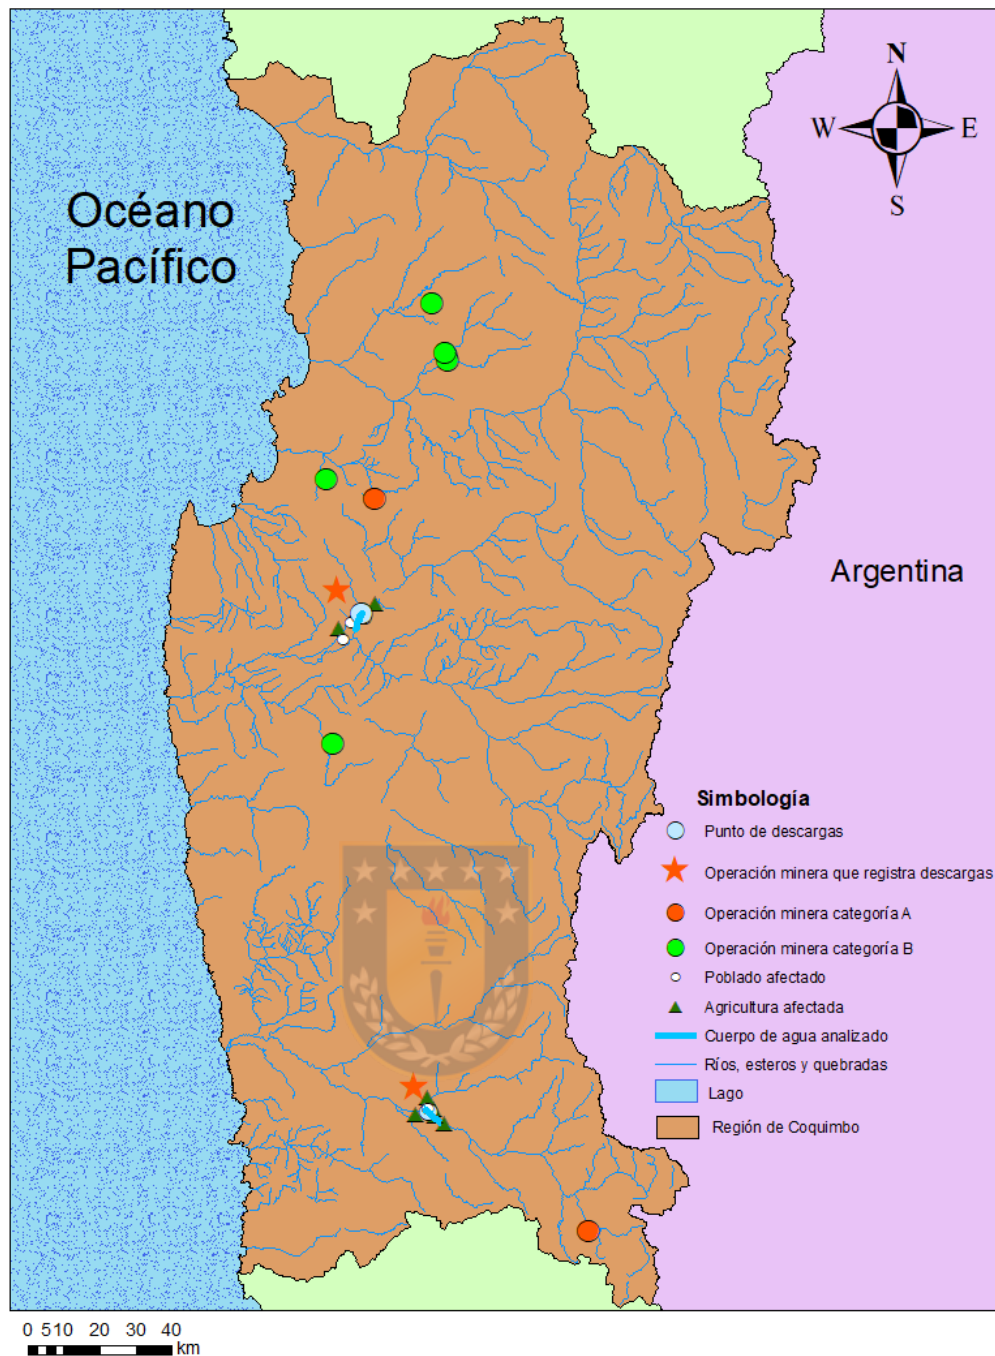 N
W E
S
Océano
Pacífico
Argentina
Simbología
Punto de descargas
Operación minera que registra descargas
Operación minera categoría A
Operación minera categoría B
Poblado afectado
Agricultura afectada
Cuerpo de agua analizado
Ríos, esteros y quebradas
Lago
Región de Coquimbo
0 5 10 20 30 40
km